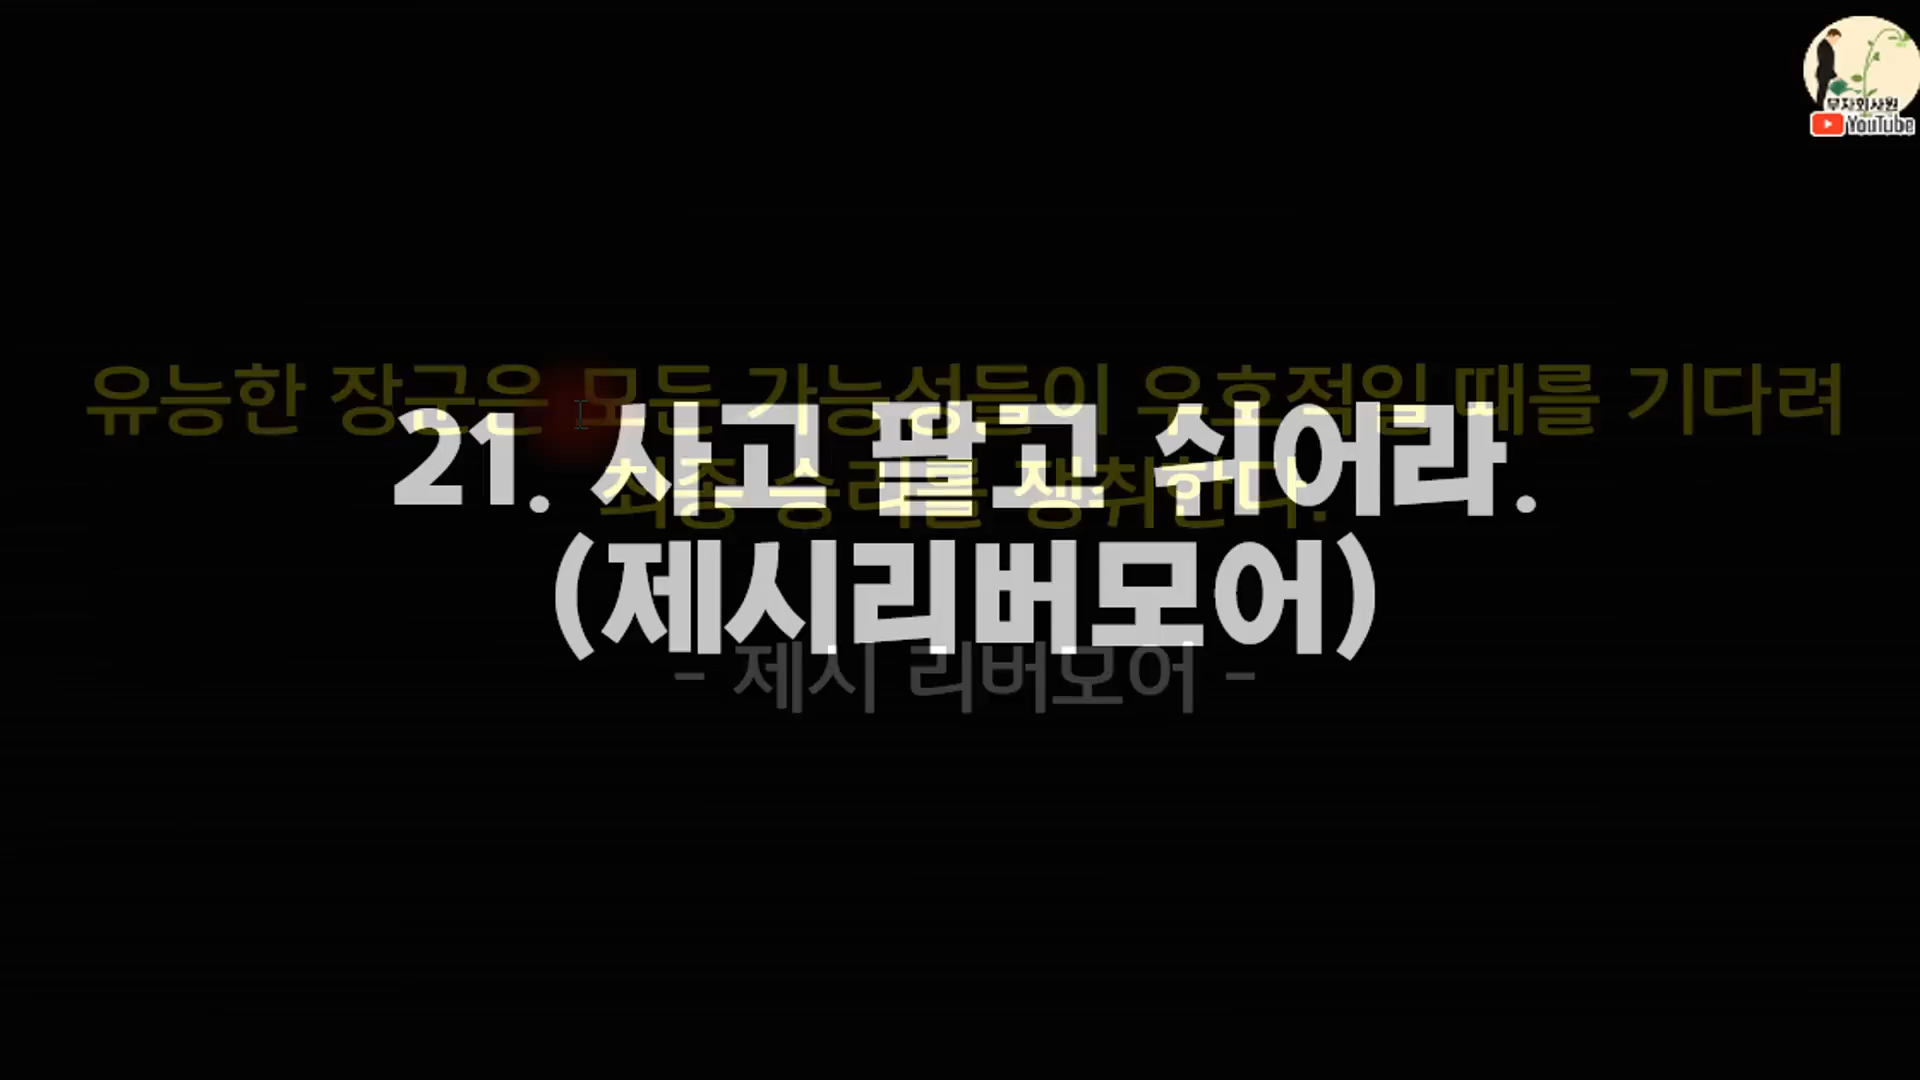 부자회사원
YouTube
유능한 장군은 모든 가능성들이 우호적일 때를 기다려
최종 승리를 쟁취한다.
21. 사고 팔고 쉬어라.
(제시리버모어)
- 제시 리버모어 -